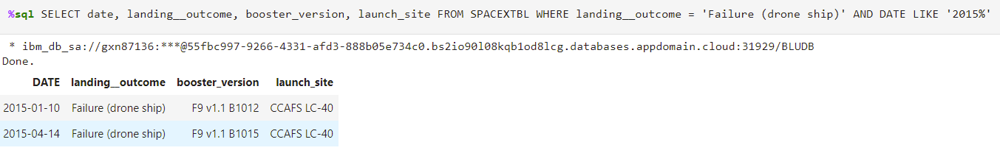 %sql SELECT date, landing__outcome, booster_version, launch_site FROM SPACEXTBL WHERE landing__outcome = 'Failure (drone ship)' AND DATE LIKE '2015%'
* ibm_db_sa://gxn87136:***@55fbc997-9266-4331-afd3-888b05e734c0.bs2io90l08kqb1od8lcg.databases.appdomain.cloud:31929/BLUDB
Done.
DATE landing__outcome booster_version launch_site
2015-01-10 Failure (drone ship) F9 v1.1 B1012 CCAFS LC-40
2015-04-14 Failure (drone ship) F9 v1.1 B1015 CCAFS LC-40